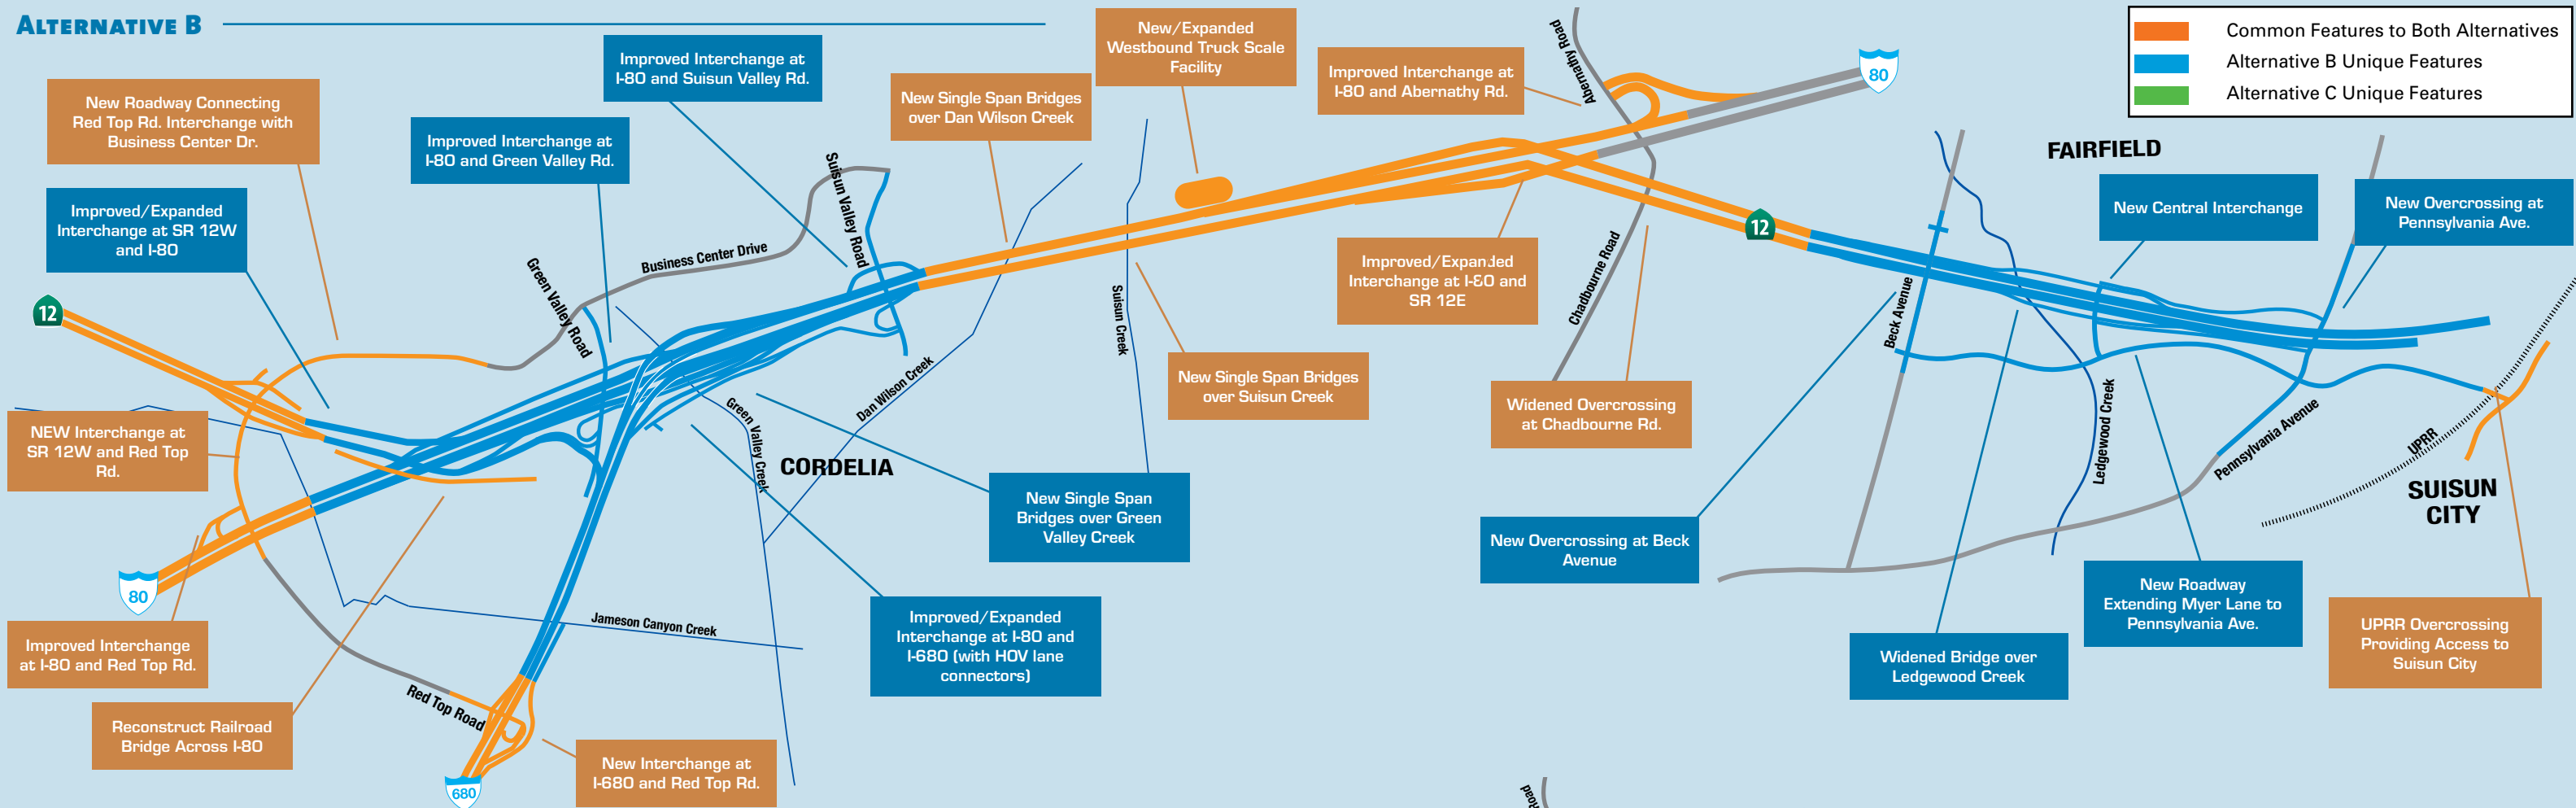 ALTERNATIVE B
Common Features to Both Alternatives
Alternative B Unique Features
Alternative C Unique Features
New/Expanded
Westbound Truck Scale
Facility
Improved Interchange at
I-80 and Suisun Valley Rd.
Improved Interchange at
I-80 and Abernathy Rd.
Abernathy Road
80
New Roadway Connecting
Red Top Rd. Interchange with
Business Center Dr.
New Single Span Bridges
over Dan Wilson Creek
Improved Interchange at
I-80 and Green Valley Rd.
FAIRFIELD
Suisun Valley Road
New Central Interchange
New Overcrossing at
Pennsylvania Ave.
Improved/Expanded
Interchange at SR 12W
and I-80
12
Business Center Drive
Green Valley Road
Improved/Expanded
Interchange at I-80 and
SR 12E
Chadbourne Road
12
Suisun Creek
Beck Avenue
New Single Span Bridges
over Suisun Creek
Dan Wilson Creek
Widened Overcrossing
at Chadbourne Rd.
NEW Interchange at
SR 12W and Red Top
Rd.
Green Valley Creek
CORDELIA
Ledgewood Creek
Pennsylvania Avenue
UPRR
SUISUN
CITY
New Single Span
Bridges over Green
Valley Creek
New Overcrossing at Beck
Avenue
80
New Roadway
Extending Myer Lane to
Pennsylvania Ave.
Improved/Expanded
Interchange at I-80 and
I-680 (with HOV lane
connectors)
Jameson Canyon Creek
Improved Interchange
at I-80 and Red Top Rd.
UPRR Overcrossing
Providing Access to
Suisun City
Widened Bridge over
Ledgewood Creek
Red Top Road
Reconstruct Railroad
Bridge Across I-80
New Interchange at
I-680 and Red Top Rd.
680
Road